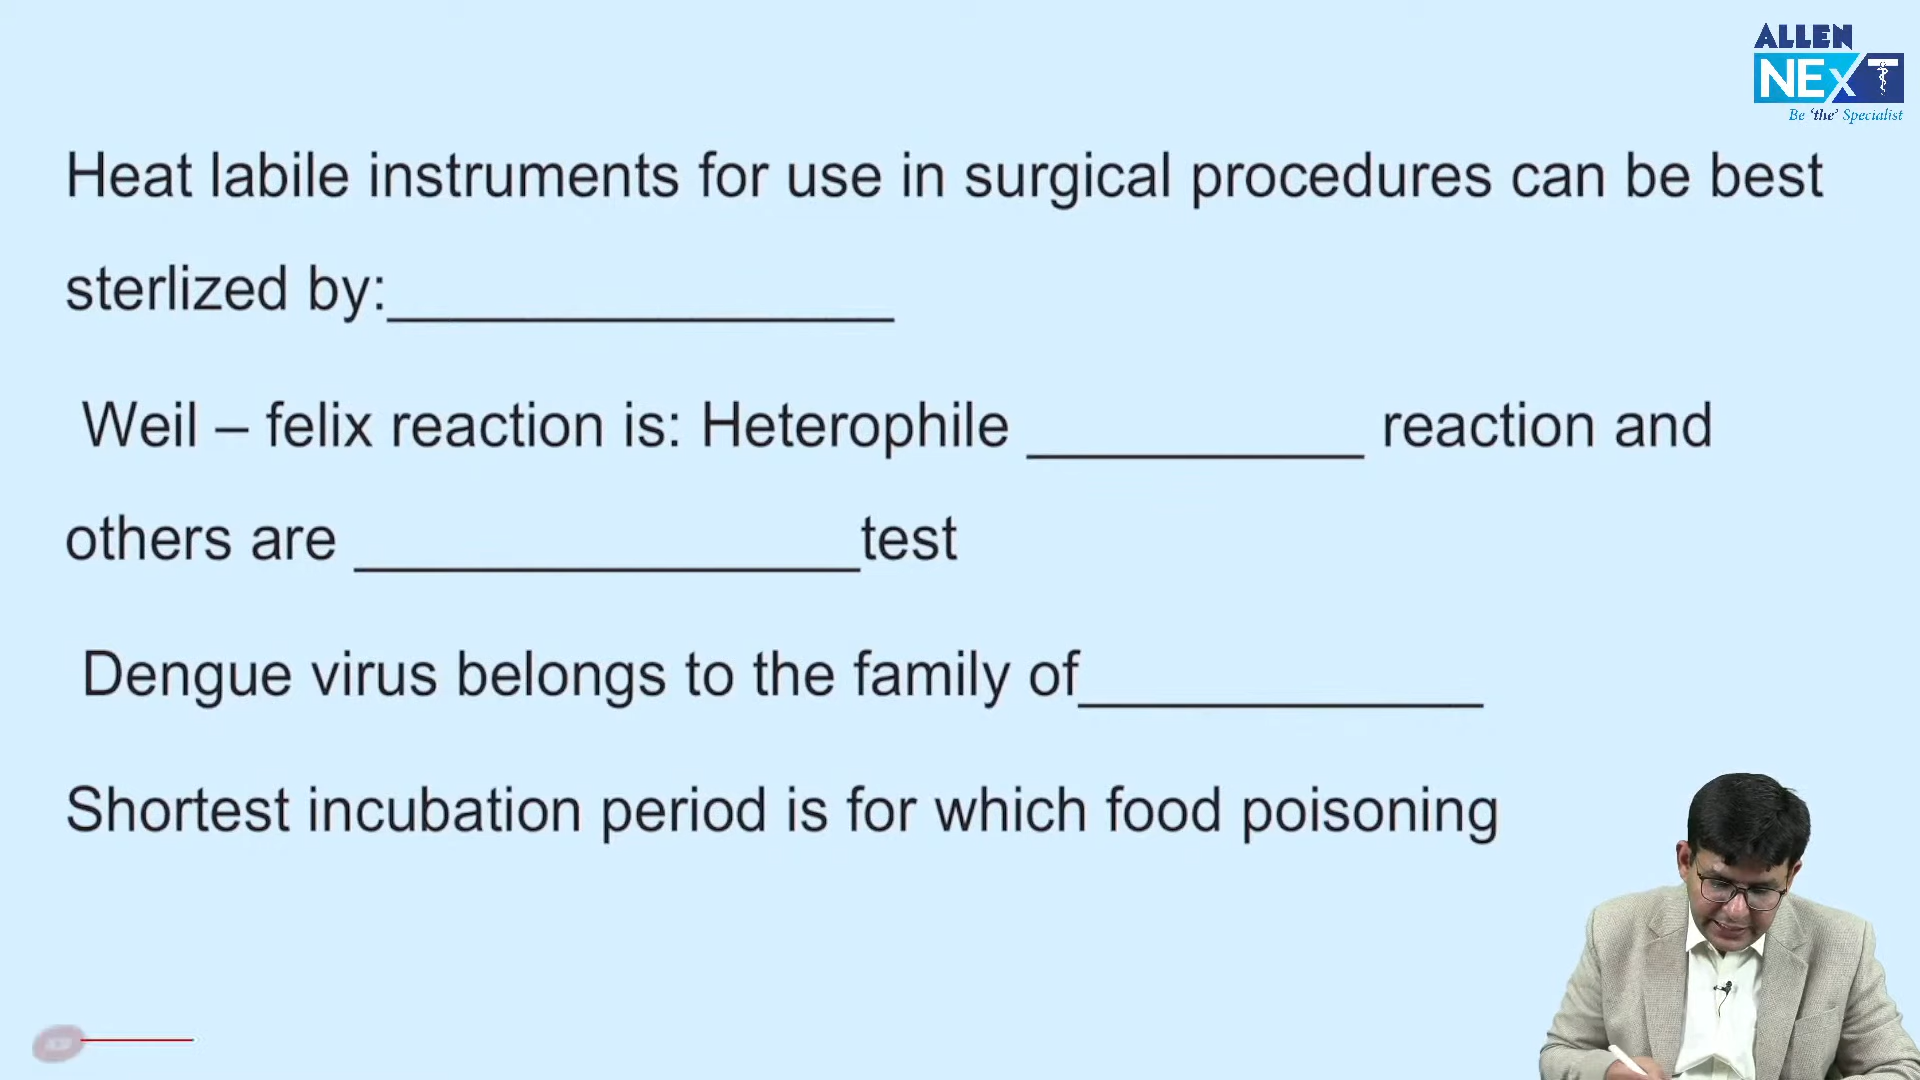 ALLEN
NEXT
Be 'the' Specialist
Heat labile instruments for use in surgical procedures can be best
sterlized by:_______________
Weil – felix reaction is: Heterophile __________ reaction and
others are _______________test
Dengue virus belongs to the family of____________
Shortest incubation period is for which food poisoning